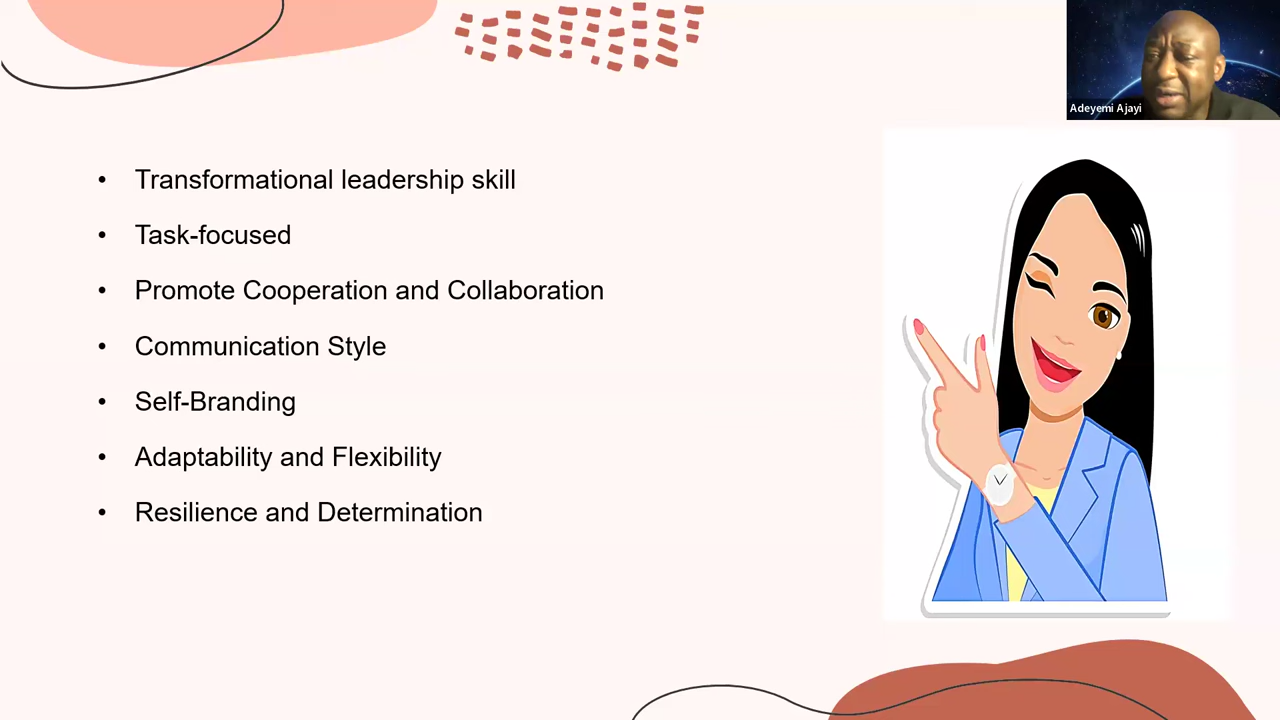 Adeyemi Ajayi
• Transformational leadership skill
• Task-focused
• Promote Cooperation and Collaboration
• Communication Style
• Self-Branding
• Adaptability and Flexibility
• Resilience and Determination